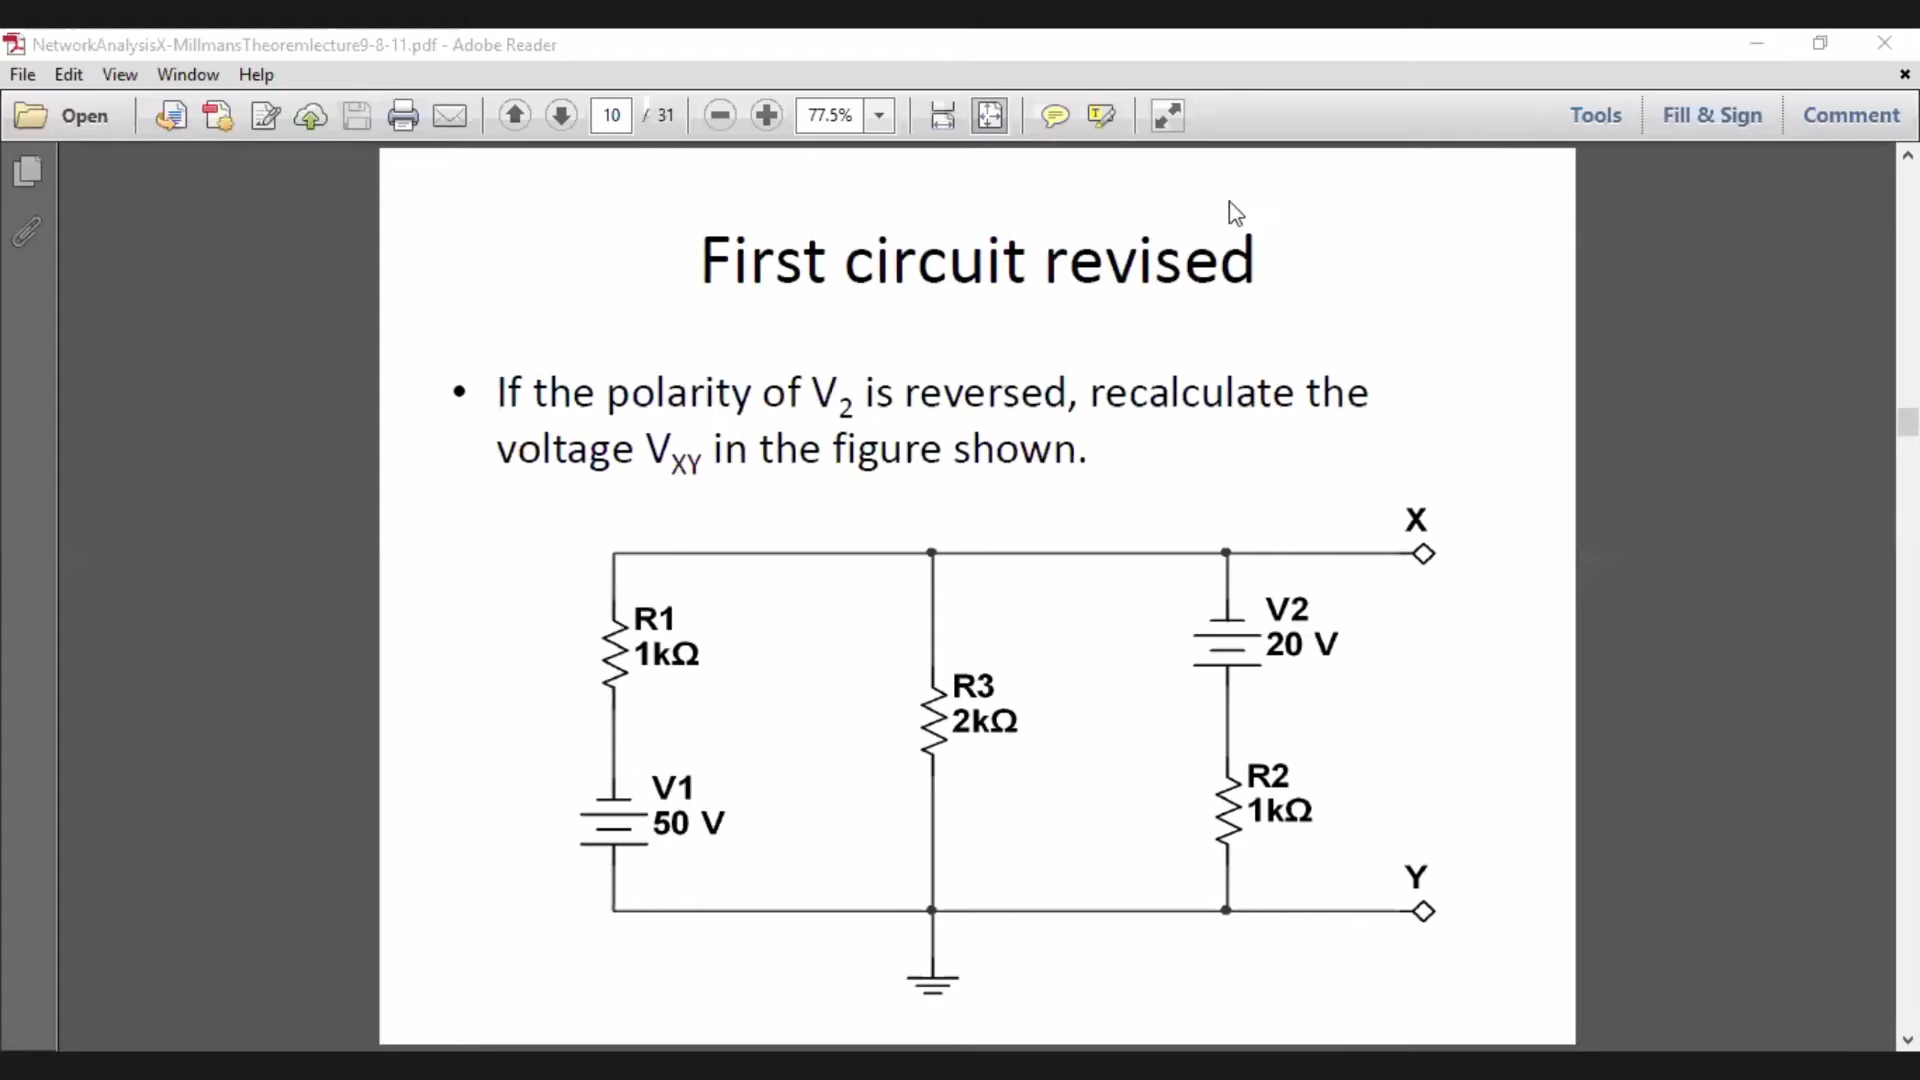 NetworkAnalysisX-MillmansTheoremlecture9-8-11.pdf - Adobe Reader
File Edit View Window Help
Open 10 / 31 77.5% Tools Fill & Sign Comment
First circuit revised
• If the polarity of V2 is reversed, recalculate the
voltage VXY in the figure shown.
X
R1
1kΩ
V2
20 V
R3
2kΩ
V1
50 V
R2
1kΩ
Y